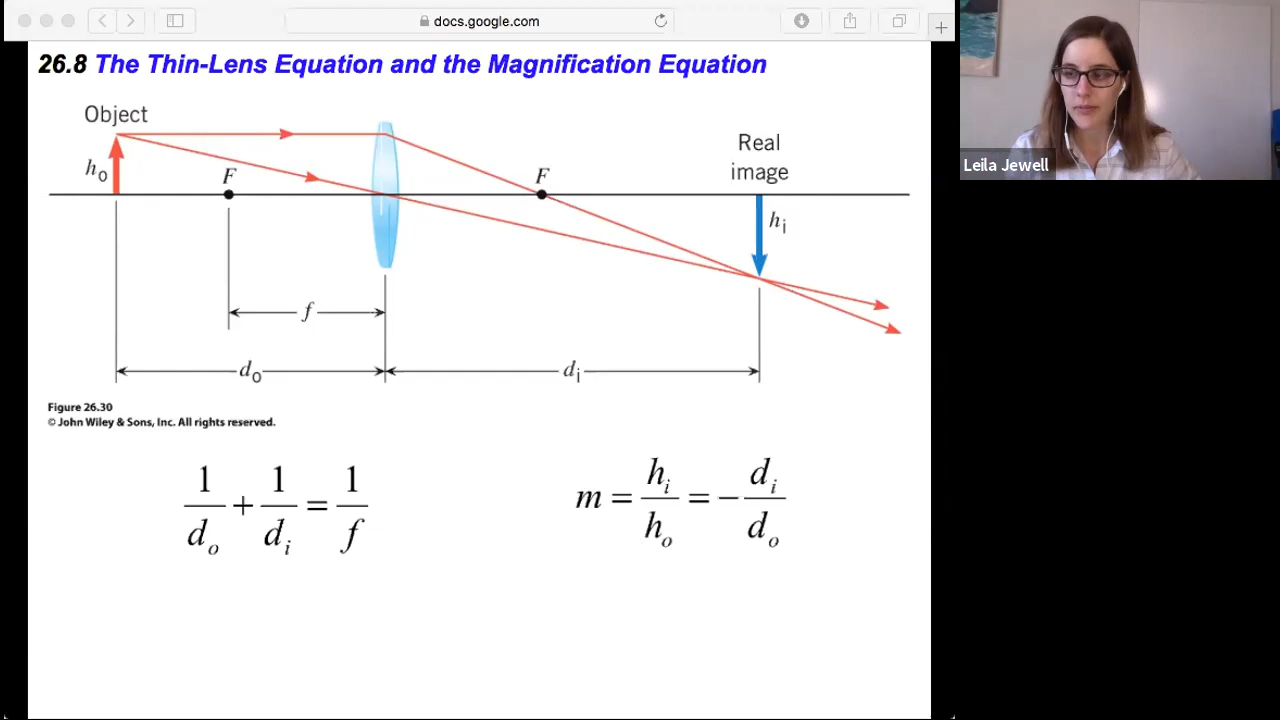 docs.google.com
26.8 The Thin-Lens Equation and the Magnification Equation
Object
hₒ
F
F
Real
image
hᵢ
f
dₒ
dᵢ
Figure 26.30
© John Wiley & Sons, Inc. All rights reserved.
1/dₒ + 1/dᵢ = 1/f
m = hᵢ/hₒ = − dᵢ/dₒ
Leila Jewell